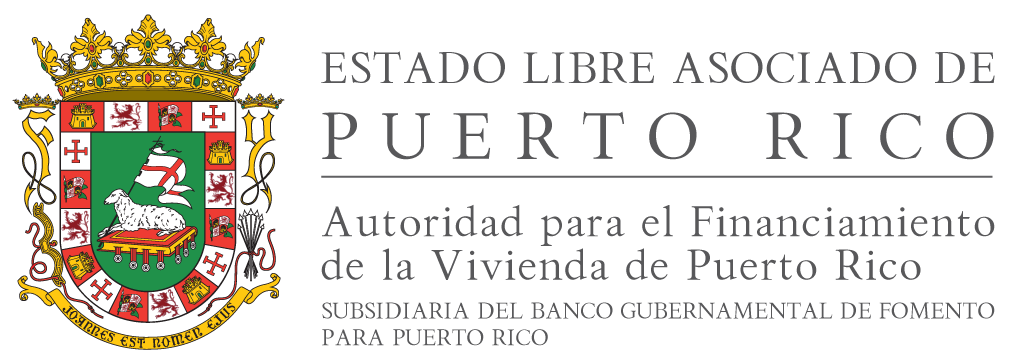 ESTADO LIBRE ASOCIADO DE
PUERTO RICO
Autoridad para el Financiamiento
de la Vivienda de Puerto Rico
SUBSIDIARIA DEL BANCO GUBERNAMENTAL DE FOMENTO
PARA PUERTO RICO
F Y
JOANNES EST NOMEN EJUS